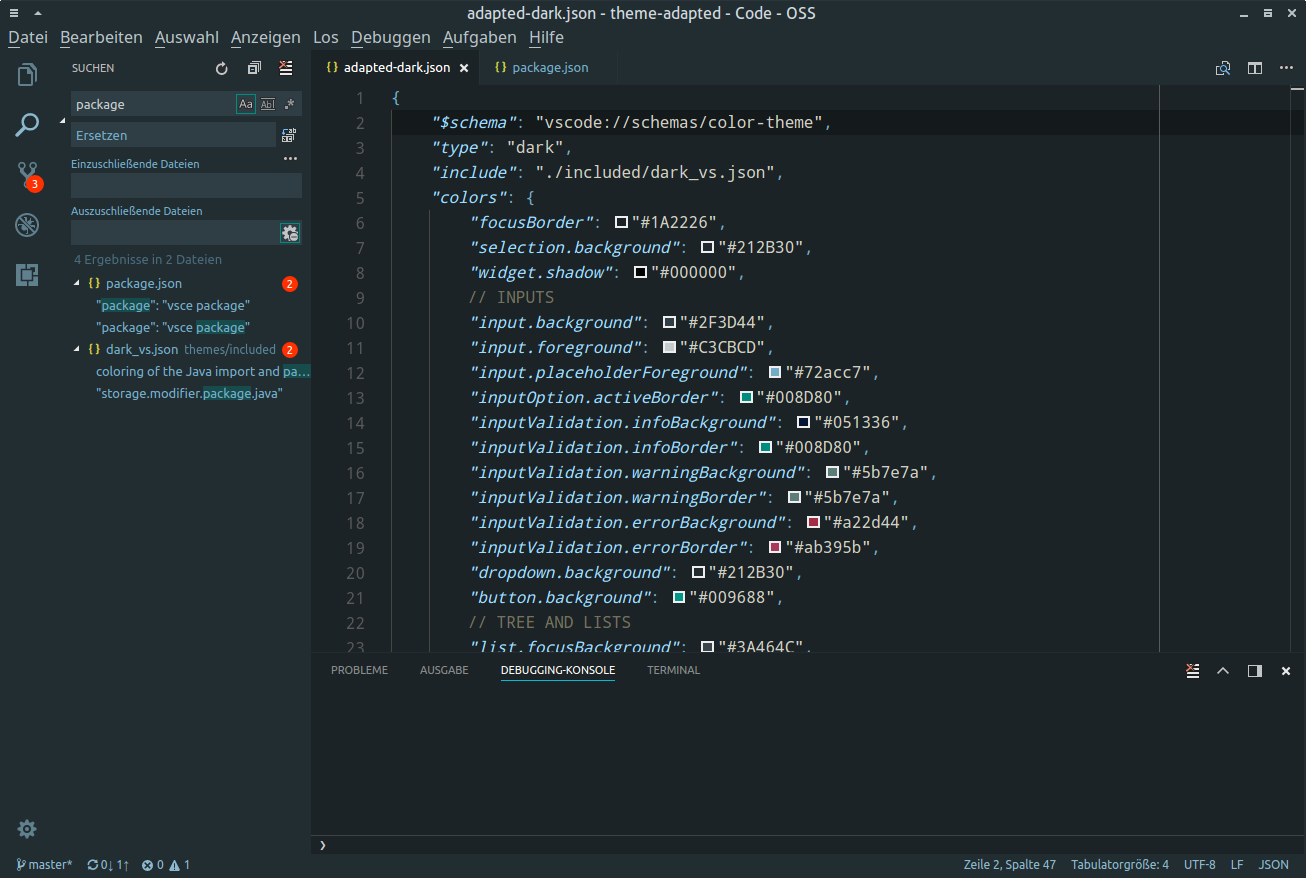 adapted-dark.json - theme-adapted - Code - OSS
Datei Bearbeiten Auswahl Anzeigen Los Debuggen Aufgaben Hilfe
SUCHEN
package Aa Abl .*
Ersetzen
Einzuschließende Dateien ...
Auszuschließende Dateien
4 Ergebnisse in 2 Dateien
{} package.json 2
"package": "vsce package"
"package": "vsce package"
{} dark_vs.json themes/included 2
coloring of the Java import and pa...
"storage.modifier.package.java"
3
{} adapted-dark.json × {} package.json
1 {
2 "$schema": "vscode://schemas/color-theme",
3 "type": "dark",
4 "include": "./included/dark_vs.json",
5 "colors": {
6 "focusBorder": "#1A2226",
7 "selection.background": "#212B30",
8 "widget.shadow": "#000000",
9 // INPUTS
10 "input.background": "#2F3D44",
11 "input.foreground": "#C3CBCD",
12 "input.placeholderForeground": "#72acc7",
13 "inputOption.activeBorder": "#008D80",
14 "inputValidation.infoBackground": "#051336",
15 "inputValidation.infoBorder": "#008D80",
16 "inputValidation.warningBackground": "#5b7e7a",
17 "inputValidation.warningBorder": "#5b7e7a",
18 "inputValidation.errorBackground": "#a22d44",
19 "inputValidation.errorBorder": "#ab395b",
20 "dropdown.background": "#212B30",
21 "button.background": "#009688",
22 // TREE AND LISTS
23 "list.focusBackground": "#3A464C",
PROBLEME AUSGABE DEBUGGING-KONSOLE TERMINAL
❯
master* 0↓ 1↑ 0 1 Zeile 2, Spalte 47 Tabulatorgröße: 4 UTF-8 LF JSON